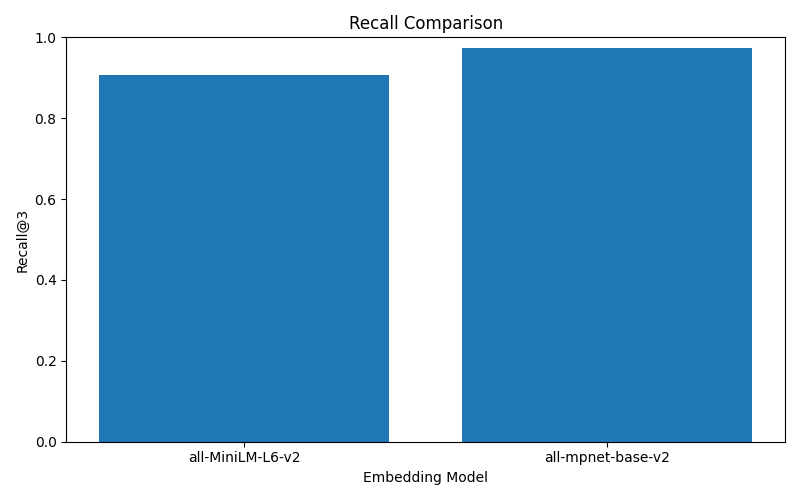 Recall Comparison
1.0
0.8
0.6
0.4
0.2
0.0
Recall@3
all-MiniLM-L6-v2
all-mpnet-base-v2
Embedding Model